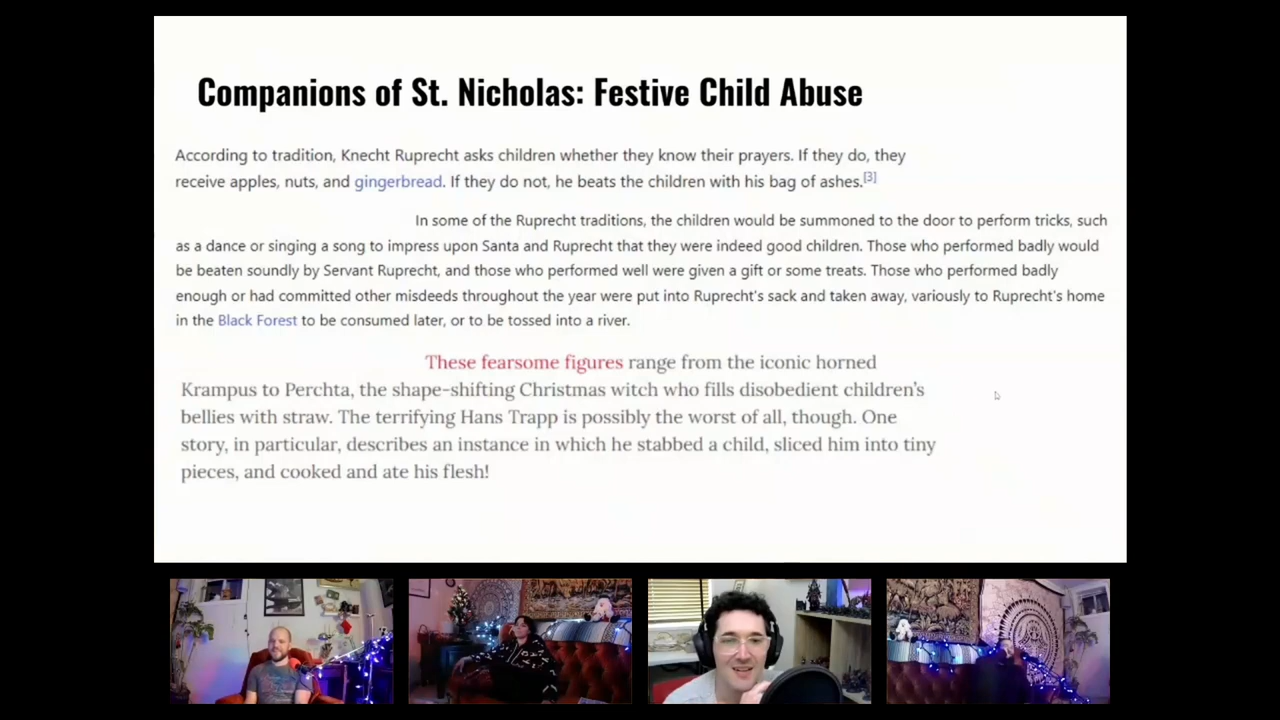 Companions of St. Nicholas: Festive Child Abuse
According to tradition, Knecht Ruprecht asks children whether they know their prayers. If they do, they
receive apples, nuts, and gingerbread. If they do not, he beats the children with his bag of ashes.[3]
In some of the Ruprecht traditions, the children would be summoned to the door to perform tricks, such
as a dance or singing a song to impress upon Santa and Ruprecht that they were indeed good children. Those who performed badly would
be beaten soundly by Servant Ruprecht, and those who performed well were given a gift or some treats. Those who performed badly
enough or had committed other misdeeds throughout the year were put into Ruprecht's sack and taken away, variously to Ruprecht's home
in the Black Forest to be consumed later, or to be tossed into a river.
These fearsome figures range from the iconic horned
Krampus to Perchta, the shape-shifting Christmas witch who fills disobedient children's
bellies with straw. The terrifying Hans Trapp is possibly the worst of all, though. One
story, in particular, describes an instance in which he stabbed a child, sliced him into tiny
pieces, and cooked and ate his flesh!